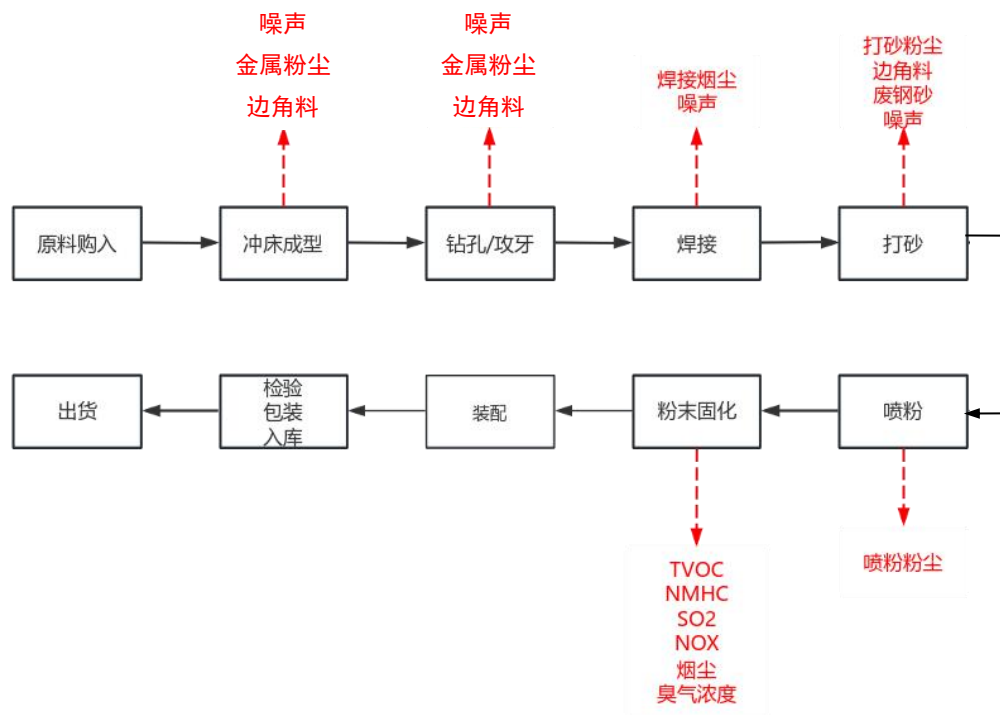 噪声
金属粉尘
边角料
噪声
金属粉尘
边角料
焊接烟尘
噪声
打砂粉尘
边角料
废钢砂
噪声
原料购入
冲床成型
钻孔/攻牙
焊接
打砂
出货
检验
包装
入库
装配
粉末固化
喷粉
TVOC
NMHC
SO2
NOX
烟尘
臭气浓度
喷粉粉尘